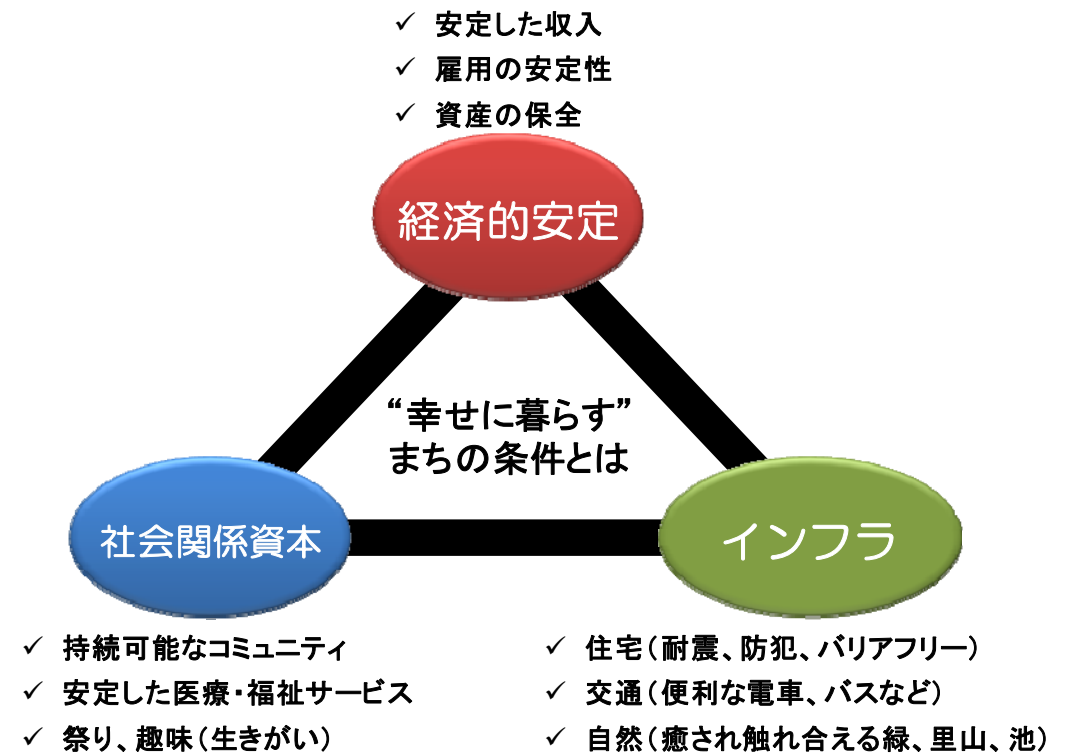 ✓ 安定した収入
✓ 雇用の安定性
✓ 資産の保全
経済的安定
“幸せに暮らす”
まちの条件とは
社会関係資本
インフラ
✓ 持続可能なコミュニティ
✓ 安定した医療・福祉サービス
✓ 祭り、趣味（生きがい）
✓ 住宅（耐震、防犯、バリアフリー）
✓ 交通（便利な電車、バスなど）
✓ 自然（癒され触れ合える緑、里山、池）